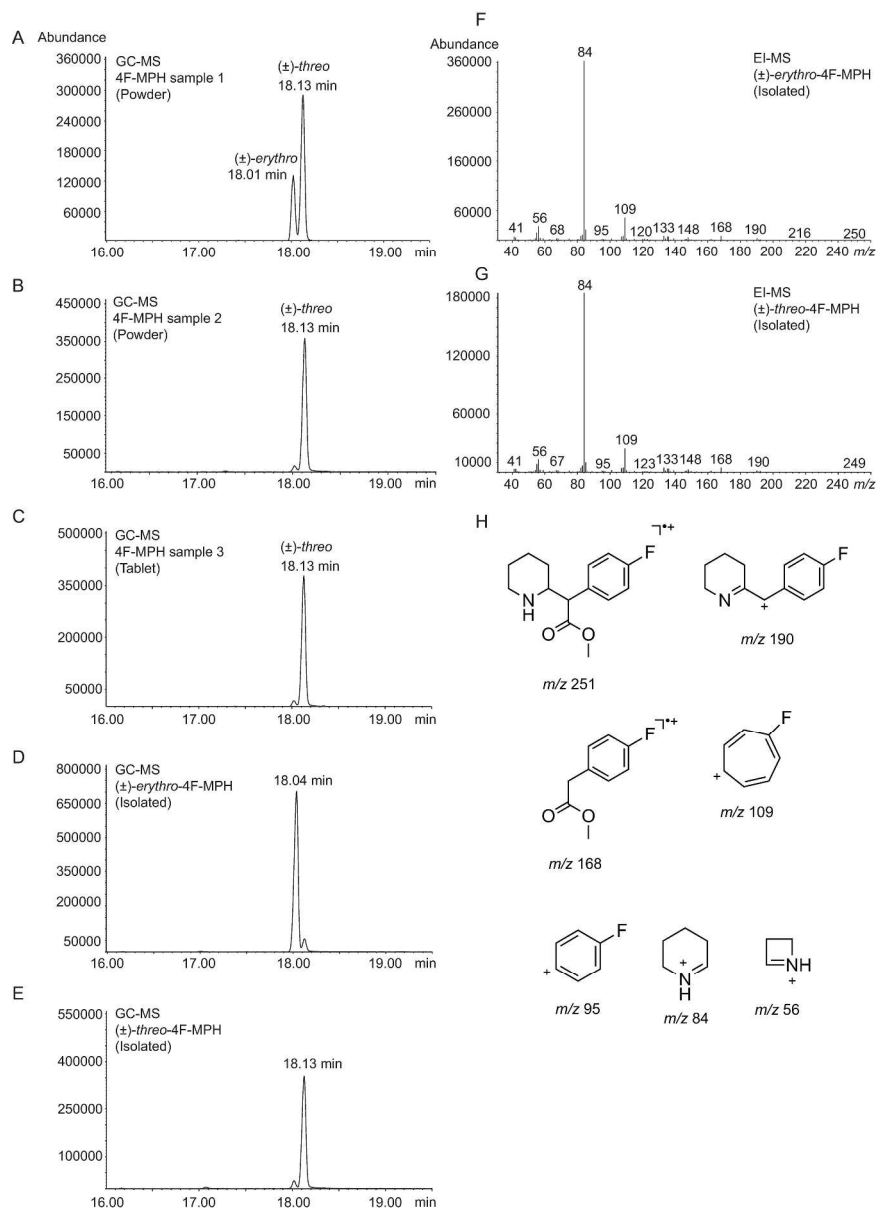 A
Abundance
GC-MS
4F-MPH sample 1
(Powder)
(±)-threo
18.13 min
(±)-erythro
18.01 min
360000
300000
240000
180000
120000
60000
16.00 17.00 18.00 19.00 min
B
GC-MS
4F-MPH sample 2
(Powder)
(±)-threo
18.13 min
450000
350000
250000
150000
50000
16.00 17.00 18.00 19.00 min
C
GC-MS
4F-MPH sample 3
(Tablet)
(±)-threo
18.13 min
500000
350000
200000
50000
16.00 17.00 18.00 19.00 min
D
GC-MS
(±)-erythro-4F-MPH
(Isolated)
18.04 min
800000
650000
500000
350000
200000
50000
16.00 17.00 18.00 19.00 min
E
GC-MS
(±)-threo-4F-MPH
(Isolated)
18.13 min
550000
400000
250000
100000
16.00 17.00 18.00 19.00 min
F
Abundance
EI-MS
(±)-erythro-4F-MPH
(Isolated)
360000
260000
160000
60000
84
41 56 68 95 109 120 133 148 168 190 216 250
40 60 80 100 120 140 160 180 200 220 240 260
m/z
G
EI-MS
(±)-threo-4F-MPH
(Isolated)
180000
120000
60000
10000
84
41 56 67 95 109 123 133 148 168 190 249
40 60 80 100 120 140 160 180 200 220 240 260 m/z
H
F
•+
N
H
O
O
m/z 251
F
N
+
m/z 190
F
•+
O
O
m/z 168
F
+
m/z 109
F
+
m/z 95
+
N
H
m/z 84
NH
+
m/z 56